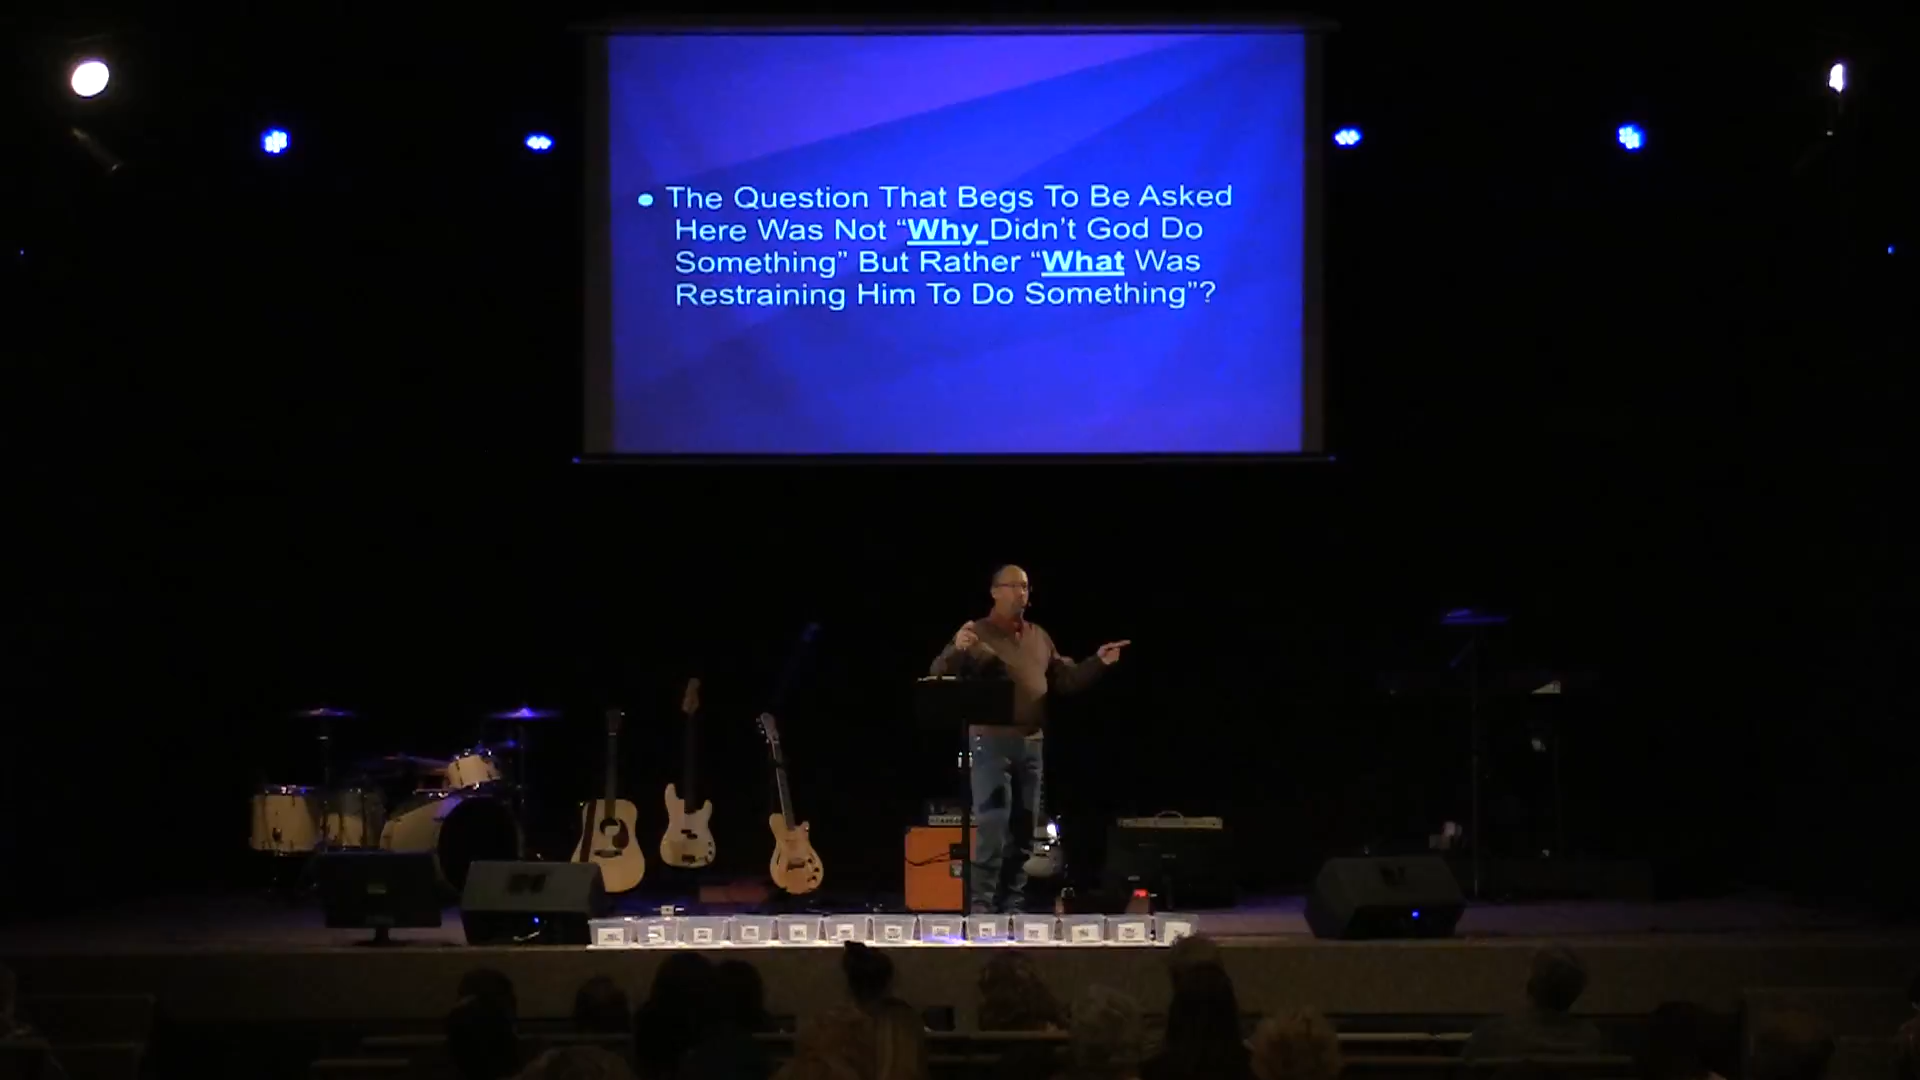 • The Question That Begs To Be Asked
Here Was Not “Why Didn’t God Do
Something” But Rather “What Was
Restraining Him To Do Something”?